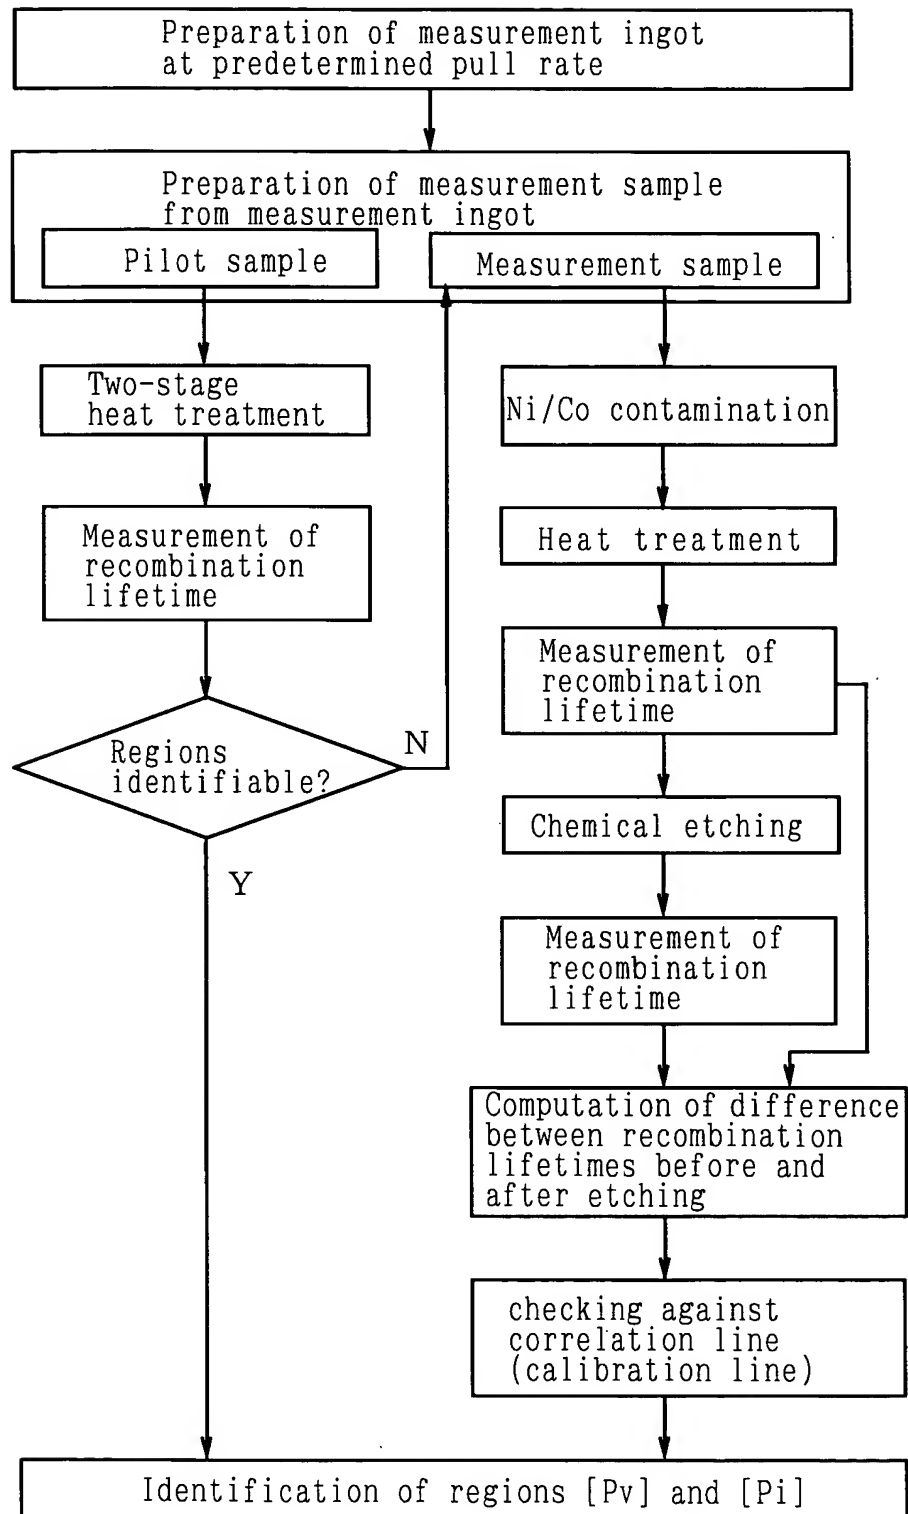 Preparation of measurement ingot
at predetermined pull rate
Preparation of measurement sample
from measurement ingot
Pilot sample
Measurement sample
Two-stage
heat treatment
Measurement of
recombination
lifetime
Regions
identifiable?
N
Y
Ni/Co contamination
Heat treatment
Measurement of
recombination
lifetime
Chemical etching
Measurement of
recombination
lifetime
Computation of difference
between recombination
lifetimes before and
after etching
checking against
correlation line
(calibration line)
Identification of regions [Pv] and [Pi]